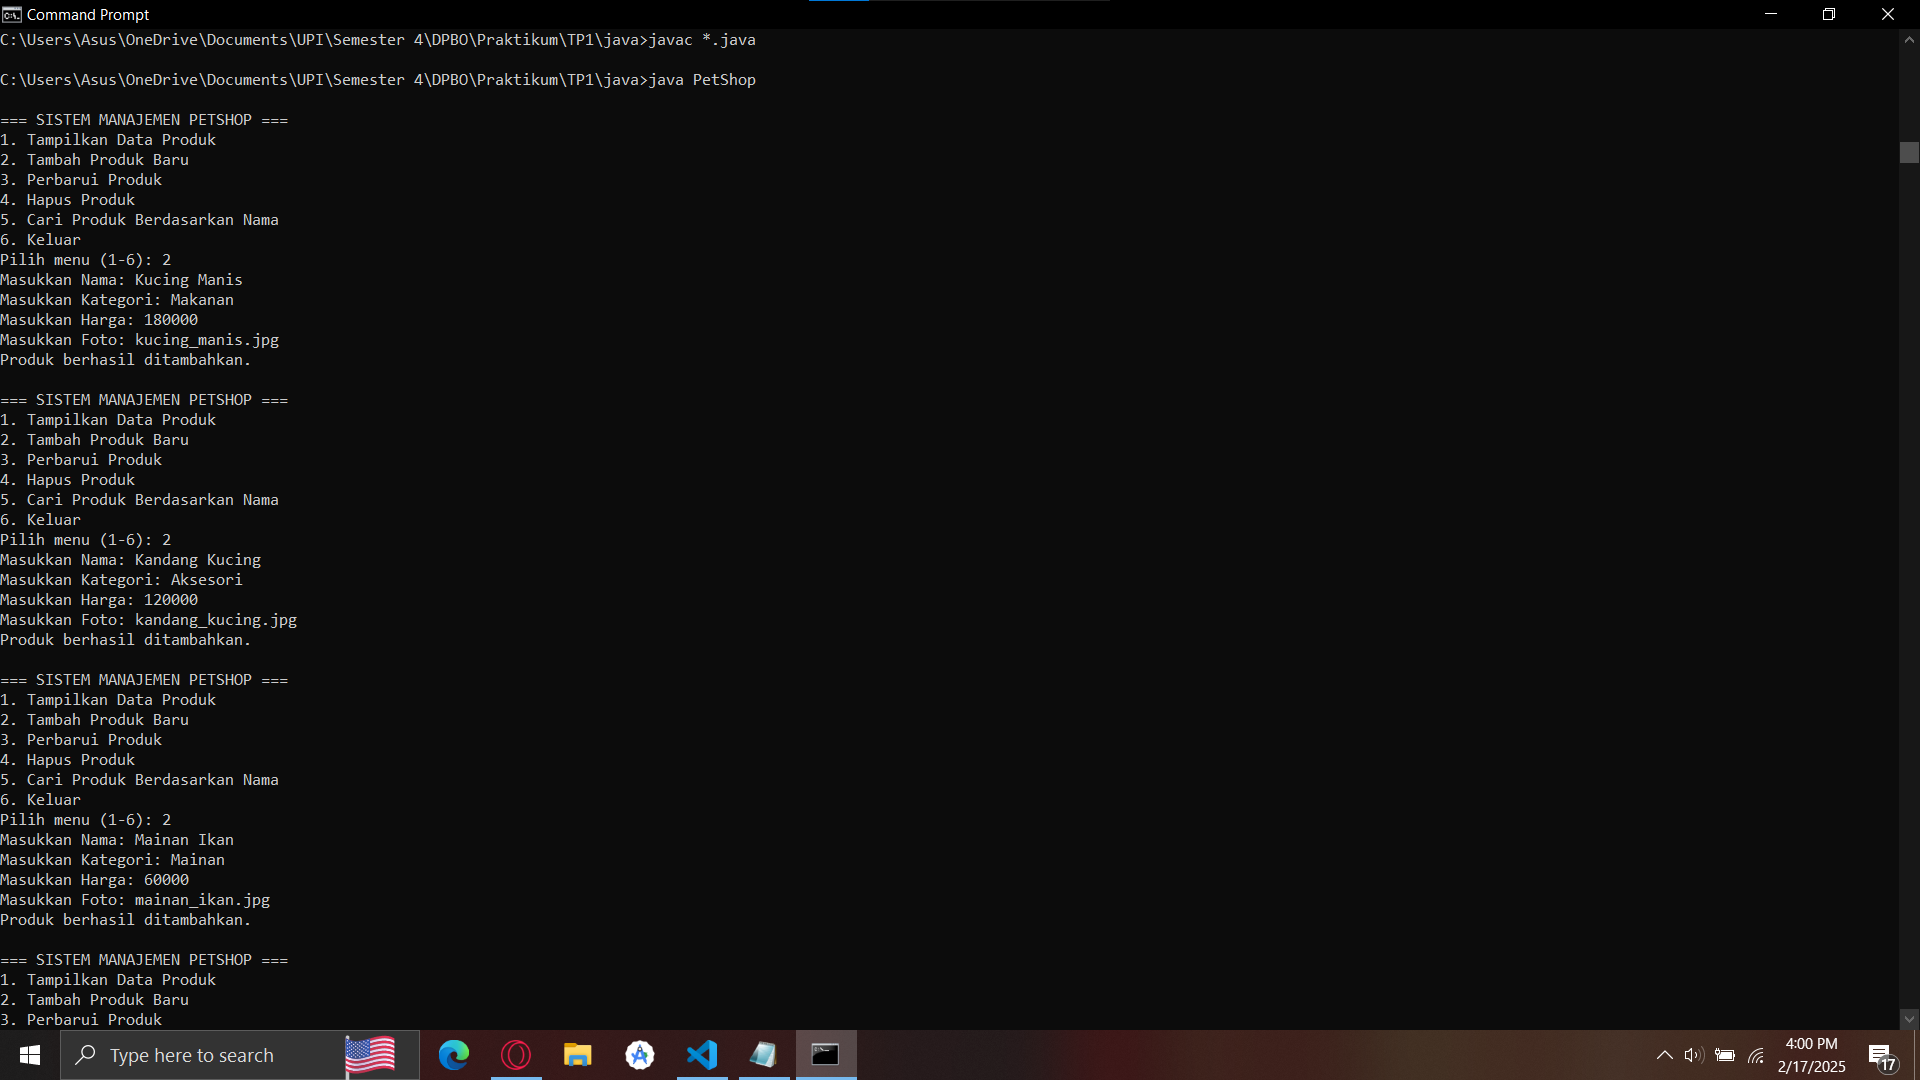 Command Prompt
C:\Users\Asus\OneDrive\Documents\UPI\Semester 4\DPBO\Praktikum\TP1\java>javac *.java
C:\Users\Asus\OneDrive\Documents\UPI\Semester 4\DPBO\Praktikum\TP1\java>java PetShop
=== SISTEM MANAJEMEN PETSHOP ===
1. Tampilkan Data Produk
2. Tambah Produk Baru
3. Perbarui Produk
4. Hapus Produk
5. Cari Produk Berdasarkan Nama
6. Keluar
Pilih menu (1-6): 2
Masukkan Nama: Kucing Manis
Masukkan Kategori: Makanan
Masukkan Harga: 180000
Masukkan Foto: kucing_manis.jpg
Produk berhasil ditambahkan.
=== SISTEM MANAJEMEN PETSHOP ===
1. Tampilkan Data Produk
2. Tambah Produk Baru
3. Perbarui Produk
4. Hapus Produk
5. Cari Produk Berdasarkan Nama
6. Keluar
Pilih menu (1-6): 2
Masukkan Nama: Kandang Kucing
Masukkan Kategori: Aksesori
Masukkan Harga: 120000
Masukkan Foto: kandang_kucing.jpg
Produk berhasil ditambahkan.
=== SISTEM MANAJEMEN PETSHOP ===
1. Tampilkan Data Produk
2. Tambah Produk Baru
3. Perbarui Produk
4. Hapus Produk
5. Cari Produk Berdasarkan Nama
6. Keluar
Pilih menu (1-6): 2
Masukkan Nama: Mainan Ikan
Masukkan Kategori: Mainan
Masukkan Harga: 60000
Masukkan Foto: mainan_ikan.jpg
Produk berhasil ditambahkan.
=== SISTEM MANAJEMEN PETSHOP ===
1. Tampilkan Data Produk
2. Tambah Produk Baru
3. Perbarui Produk
Type here to search
4:00 PM
2/17/2025
17